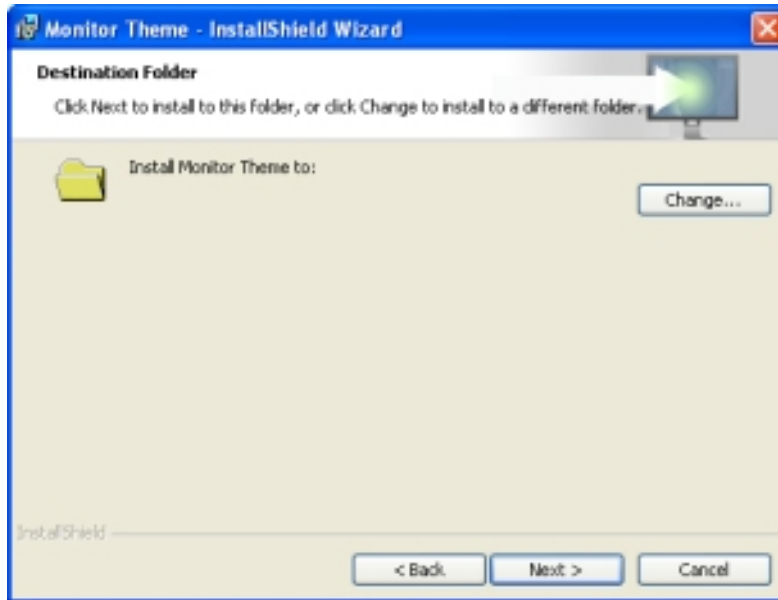 Monitor Theme - InstallShield Wizard
Destination Folder
Click Next to install to this folder, or click Change to install to a different folder.
Install Monitor Theme to:
Change...
InstallShield
< Back
Next >
Cancel